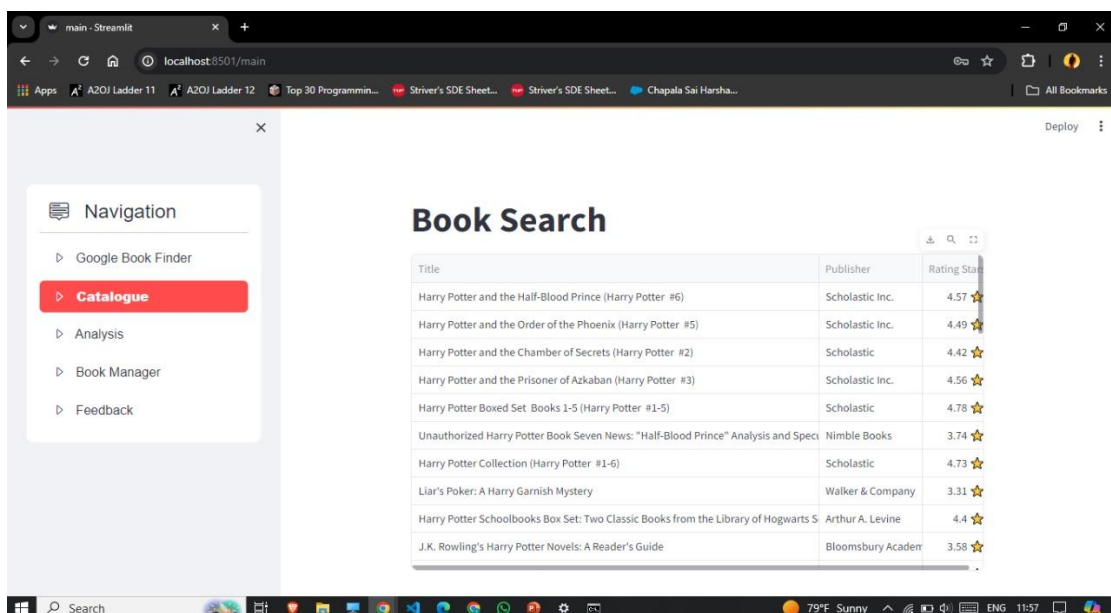 main - Streamlit
localhost:8501/main
Apps A2OJ Ladder 11 A2OJ Ladder 12 Top 30 Programmin... Striver's SDE Sheet... Striver's SDE Sheet... Chapala Sai Harsha... All Bookmarks
Deploy
Navigation
Google Book Finder
Catalogue
Analysis
Book Manager
Feedback
Book Search
Title Publisher Rating Star
Harry Potter and the Half-Blood Prince (Harry Potter #6) Scholastic Inc. 4.57
Harry Potter and the Order of the Phoenix (Harry Potter #5) Scholastic Inc. 4.49
Harry Potter and the Chamber of Secrets (Harry Potter #2) Scholastic 4.42
Harry Potter and the Prisoner of Azkaban (Harry Potter #3) Scholastic Inc. 4.56
Harry Potter Boxed Set Books 1-5 (Harry Potter #1-5) Scholastic 4.78
Unauthorized Harry Potter Book Seven News: "Half-Blood Prince" Analysis and Specu Nimble Books 3.74
Harry Potter Collection (Harry Potter #1-6) Scholastic 4.73
Liar's Poker: A Harry Garnish Mystery Walker & Company 3.31
Harry Potter Schoolbooks Box Set: Two Classic Books from the Library of Hogwarts S Arthur A. Levine 4.4
J.K. Rowling's Harry Potter Novels: A Reader's Guide Bloomsbury Academ 3.58
Search 79°F Sunny ENG 11:57